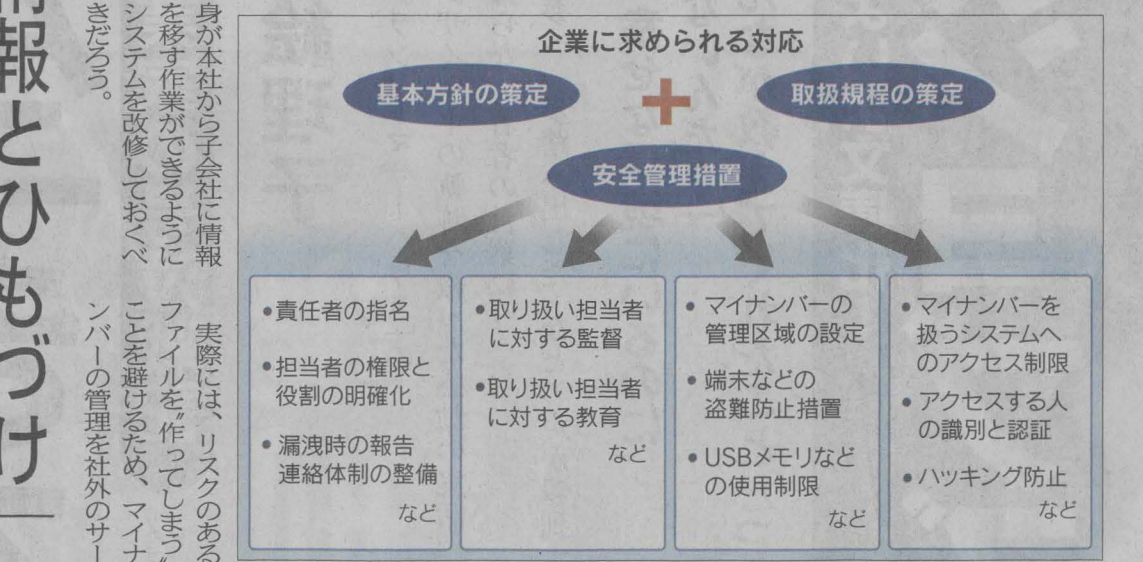 情報とひもづけ
身が本社から子会社に情報
を移す作業ができるように
システムを改修しておくべ
きだろう。
実際には、リスクのある
ファイルを〝作ってしまう〟
ことを避けるため、マイナ
ンバーの管理を社外のサー
企業に求められる対応
基本方針の策定
+
取扱規程の策定
安全管理措置
•責任者の指名
•担当者の権限と
役割の明確化
•漏洩時の報告
連絡体制の整備
など
•取り扱い担当者
に対する監督
•取り扱い担当者
に対する教育
など
•マイナンバーの
管理区域の設定
•端末などの
盗難防止措置
•USBメモリなど
の使用制限
など
•マイナンバーを
扱うシステムへ
のアクセス制限
•アクセスする人
の識別と認証
•ハッキング防止
など